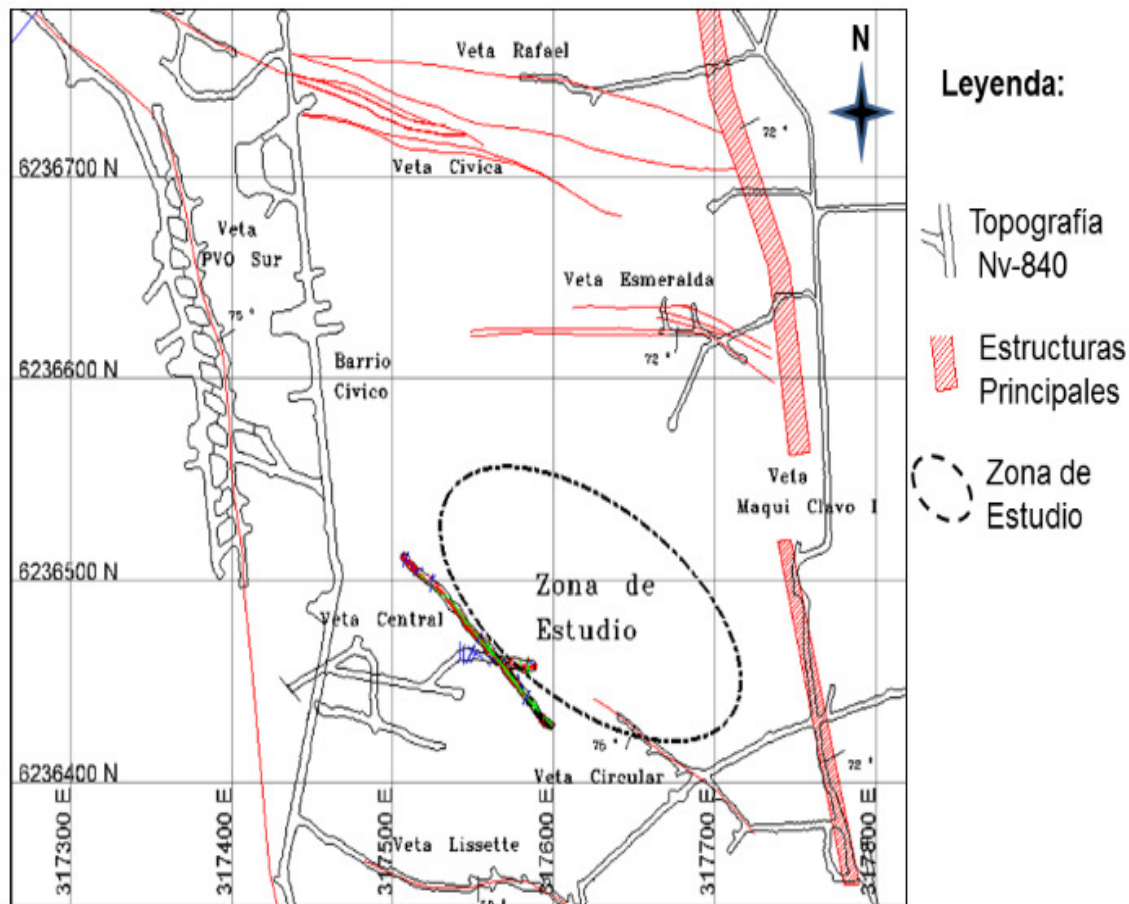 Veta Rafael
N
Leyenda:
72 °
6236700 N
Veta Civica
Topografía
Nv-840
Veta
PVO Sur
Veta Esmeralda
75 °
72 °
Barrio
Civico
Estructuras
Principales
6236600 N
Veta
Maqui Clavo I
Zona de
Estudio
6236500 N
Zona de
Estudio
Veta Central
75 °
72 °
Veta Circular
6236400 N
Veta Lissette
317300 E
317400 E
317500 E
317600 E
317700 E
317800 E